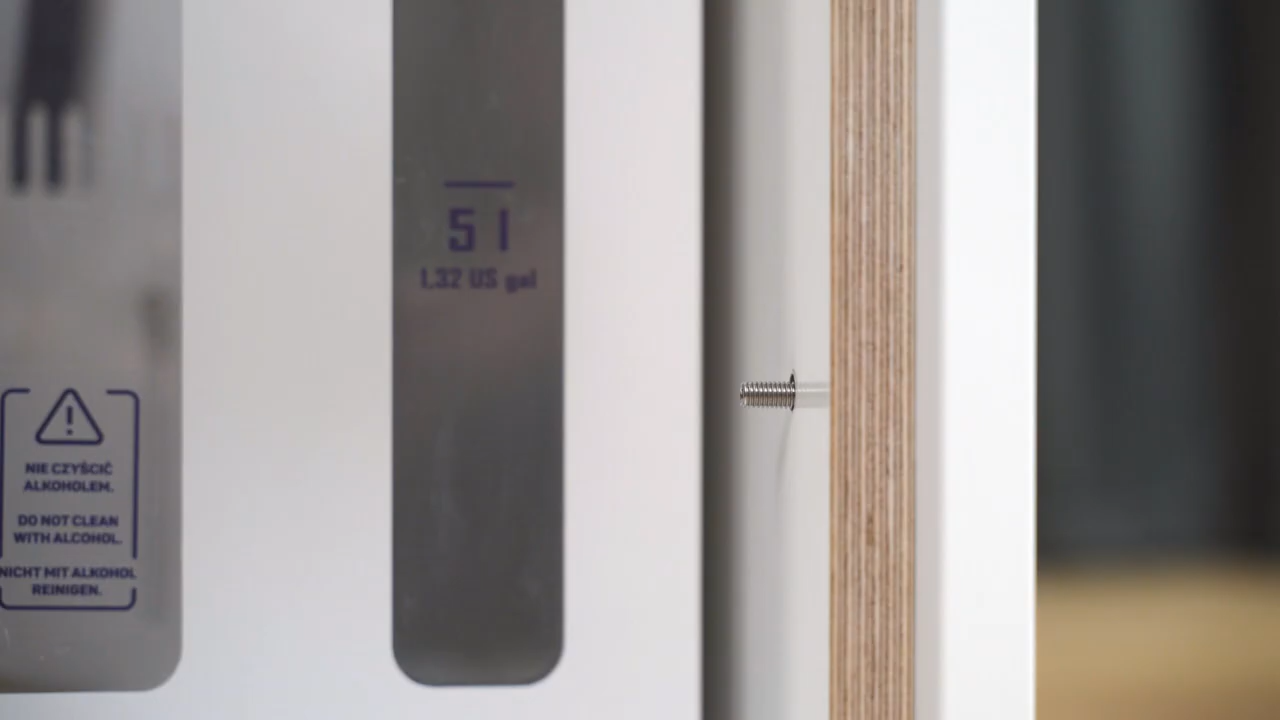 5 l
1,32 US gal
NIE CZYŚCIĆ
ALKOHOLEM.
DO NOT CLEAN
WITH ALCOHOL.
NICHT MIT ALKOHOL
REINIGEN.